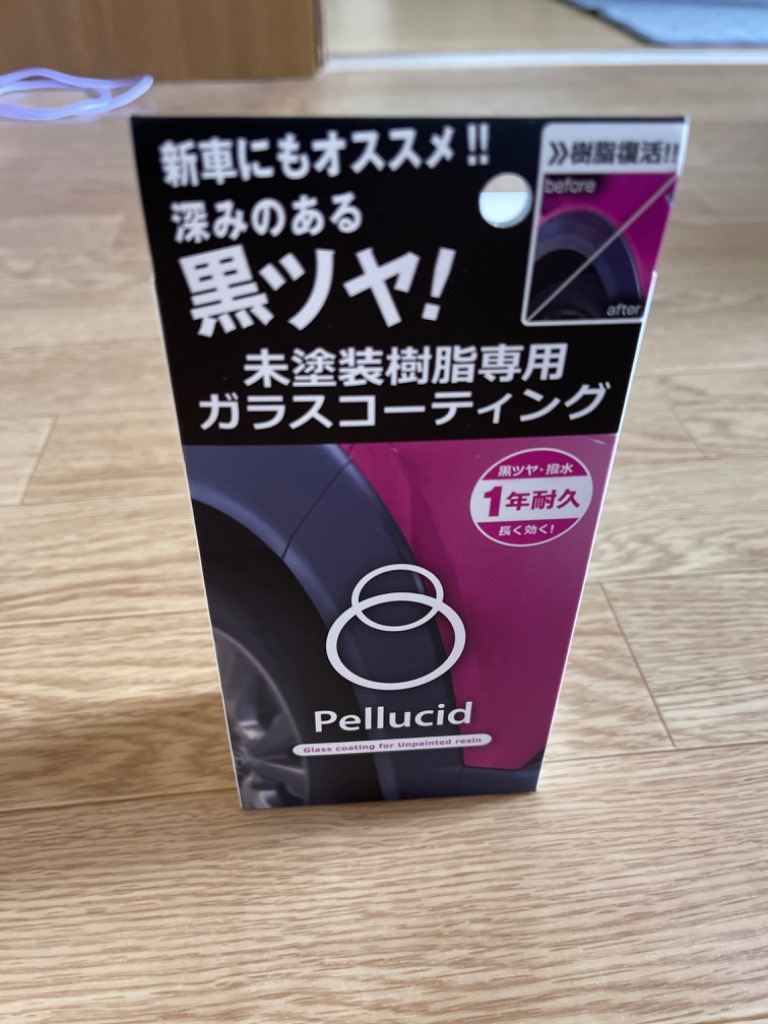 新車にもオススメ!!
深みのある
黒ツヤ!
》樹脂復活!!
before
after
未塗装樹脂専用
ガラスコーティング
黒ツヤ・撥水
1年耐久
長く効く!
Pellucid
Glass coating for Unpainted resin